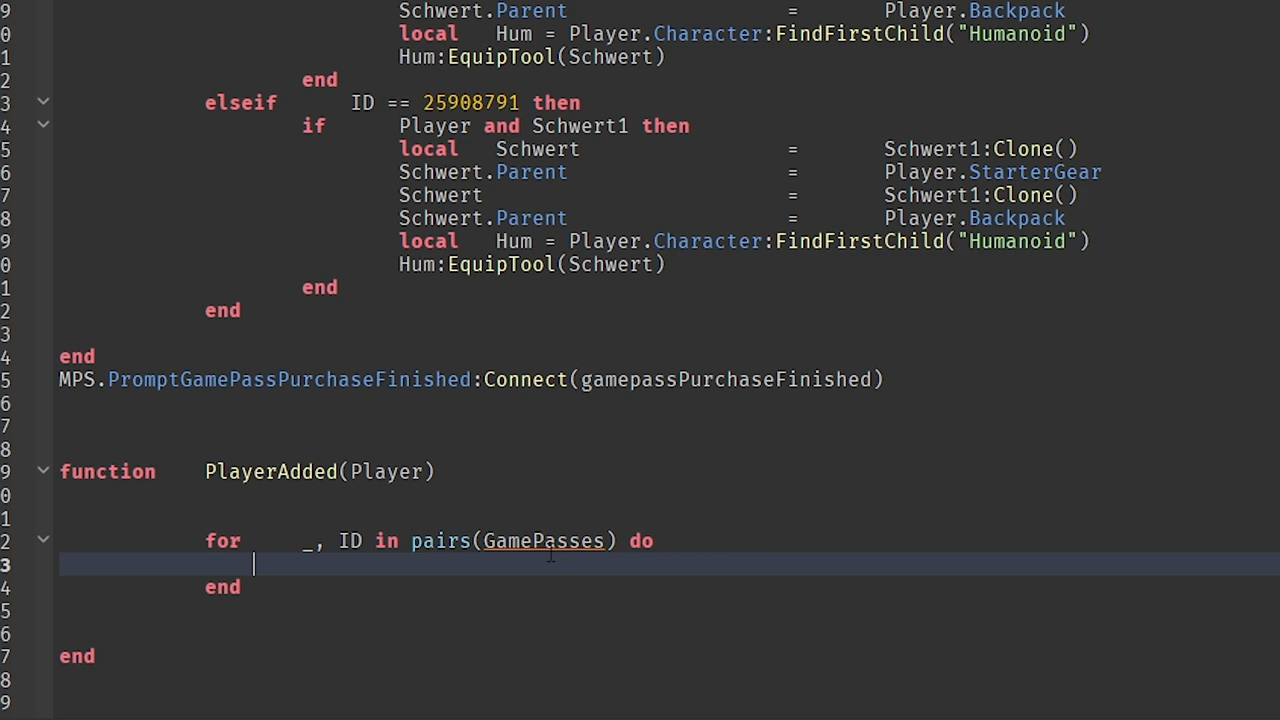 9 Schwert.Parent = Player.Backpack
0 local Hum = Player.Character:FindFirstChild("Humanoid")
1 Hum:EquipTool(Schwert)
2 end
3 elseif ID == 25908791 then
4 if Player and Schwert1 then
5 local Schwert = Schwert1:Clone()
6 Schwert.Parent = Player.StarterGear
7 Schwert = Schwert1:Clone()
8 Schwert.Parent = Player.Backpack
9 local Hum = Player.Character:FindFirstChild("Humanoid")
0 Hum:EquipTool(Schwert)
1 end
2 end
3
4 end
5 MPS.PromptGamePassPurchaseFinished:Connect(gamepassPurchaseFinished)
6
7
8
9 function PlayerAdded(Player)
0
1
2 for _, ID in pairs(GamePasses) do
3
4 end
5
6
7 end
8
9